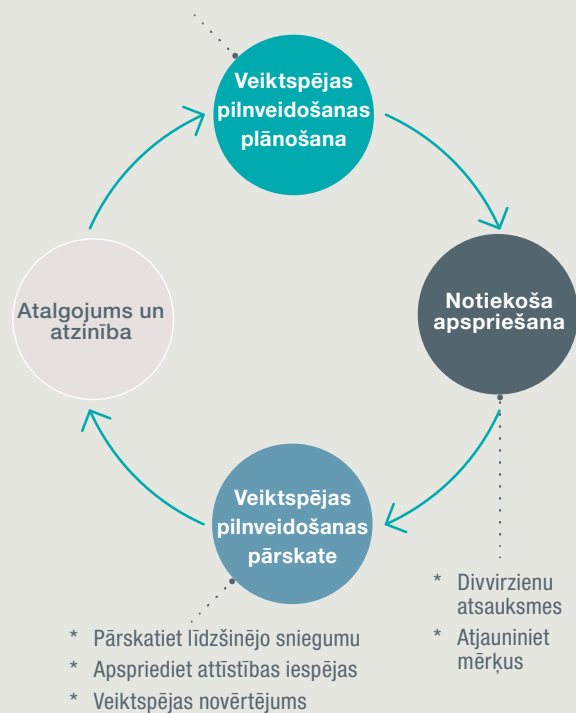 Veiktspējas
pilnveidošanas
plānošana
Notiekoša
apspriešana
Atalgojums un
atzinība
Veiktspējas
pilnveidošanas
pārskate
* Divvirzienu
atsauksmes
* Atjauniniet
mērķus
* Pārskatiet līdzšinējo sniegumu
* Apspriediet attīstības iespējas
* Veiktspējas novērtējums